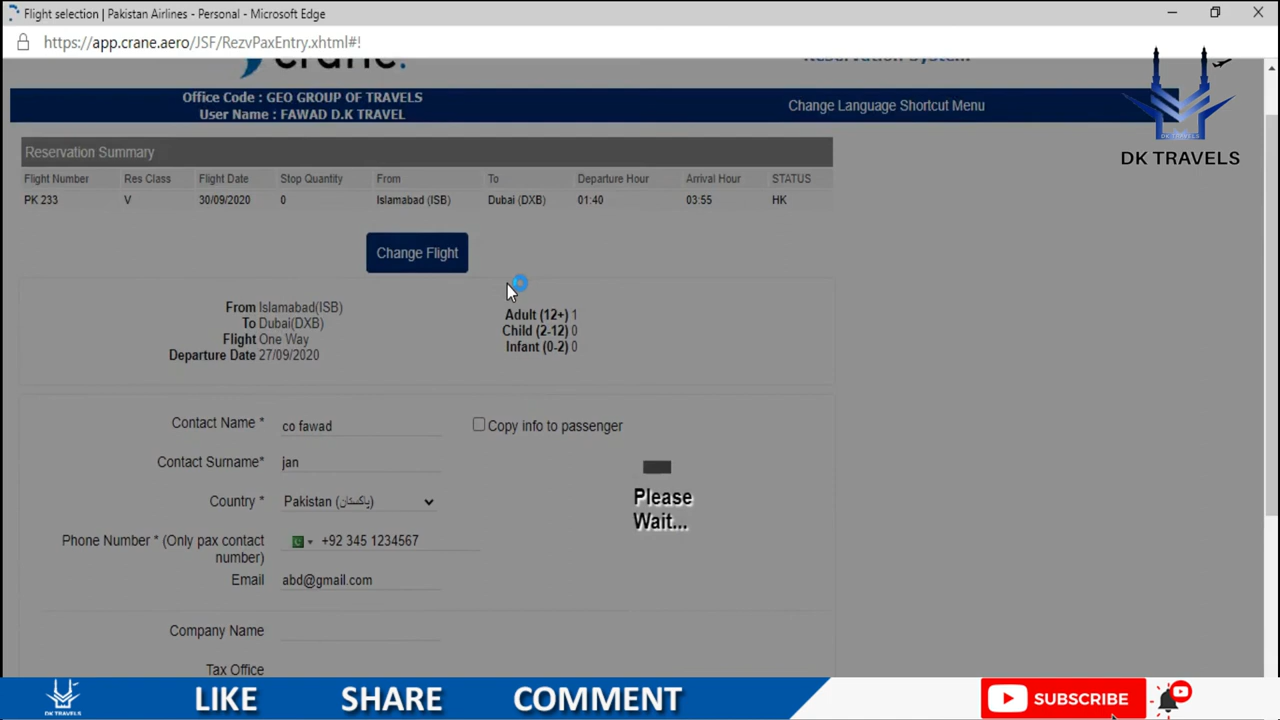 Flight selection | Pakistan Airlines - Personal - Microsoft Edge
https://app.crane.aero/JSF/RezvPaxEntry.xhtml#!
crane.
Reservation System
Office Code : GEO GROUP OF TRAVELS
User Name : FAWAD D.K TRAVEL
Change Language Shortcut Menu
DK TRAVELS
Reservation Summary
Flight Number Res Class Flight Date Stop Quantity From To Departure Hour Arrival Hour STATUS
PK 233 V 30/09/2020 0 Islamabad (ISB) Dubai (DXB) 01:40 03:55 HK
Change Flight
From Islamabad(ISB)
To Dubai(DXB)
Flight One Way
Departure Date 27/09/2020
Adult (12+) 1
Child (2-12) 0
Infant (0-2) 0
Contact Name * co fawad
Copy info to passenger
Contact Surname* jan
Country * Pakistan (پاکستان)
Phone Number * (Only pax contact
number) +92 345 1234567
Email abd@gmail.com
Please
Wait...
Company Name
Tax Office
DK TRAVELS
LIKE SHARE COMMENT
SUBSCRIBE